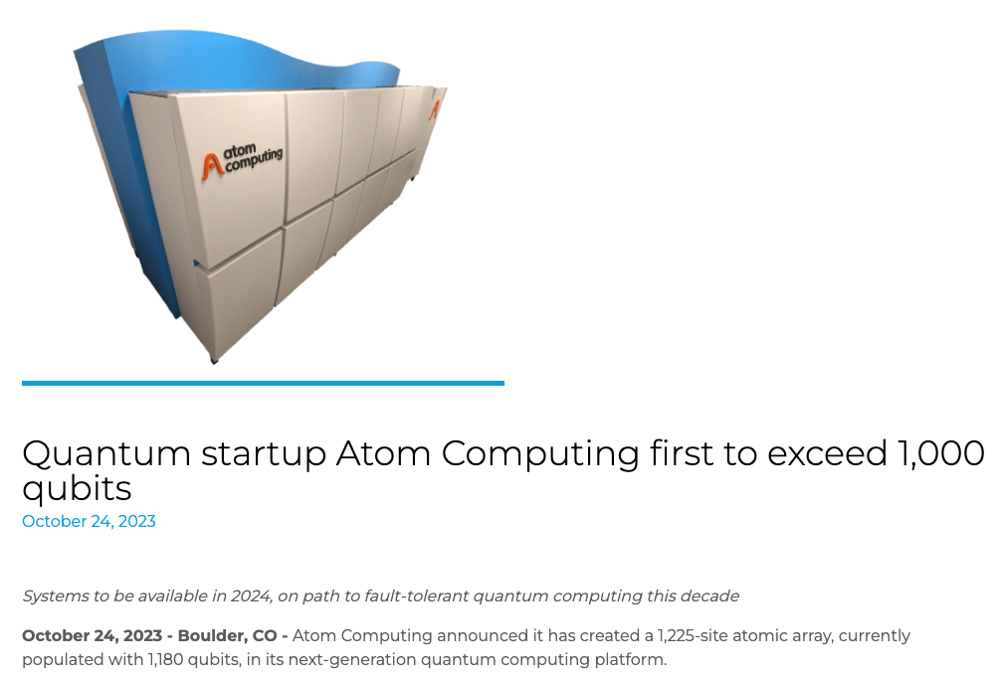 atom
computing
Quantum startup Atom Computing first to exceed 1,000
qubits
October 24, 2023
Systems to be available in 2024, on path to fault-tolerant quantum computing this decade
October 24, 2023 - Boulder, CO - Atom Computing announced it has created a 1,225-site atomic array, currently
populated with 1,180 qubits, in its next-generation quantum computing platform.